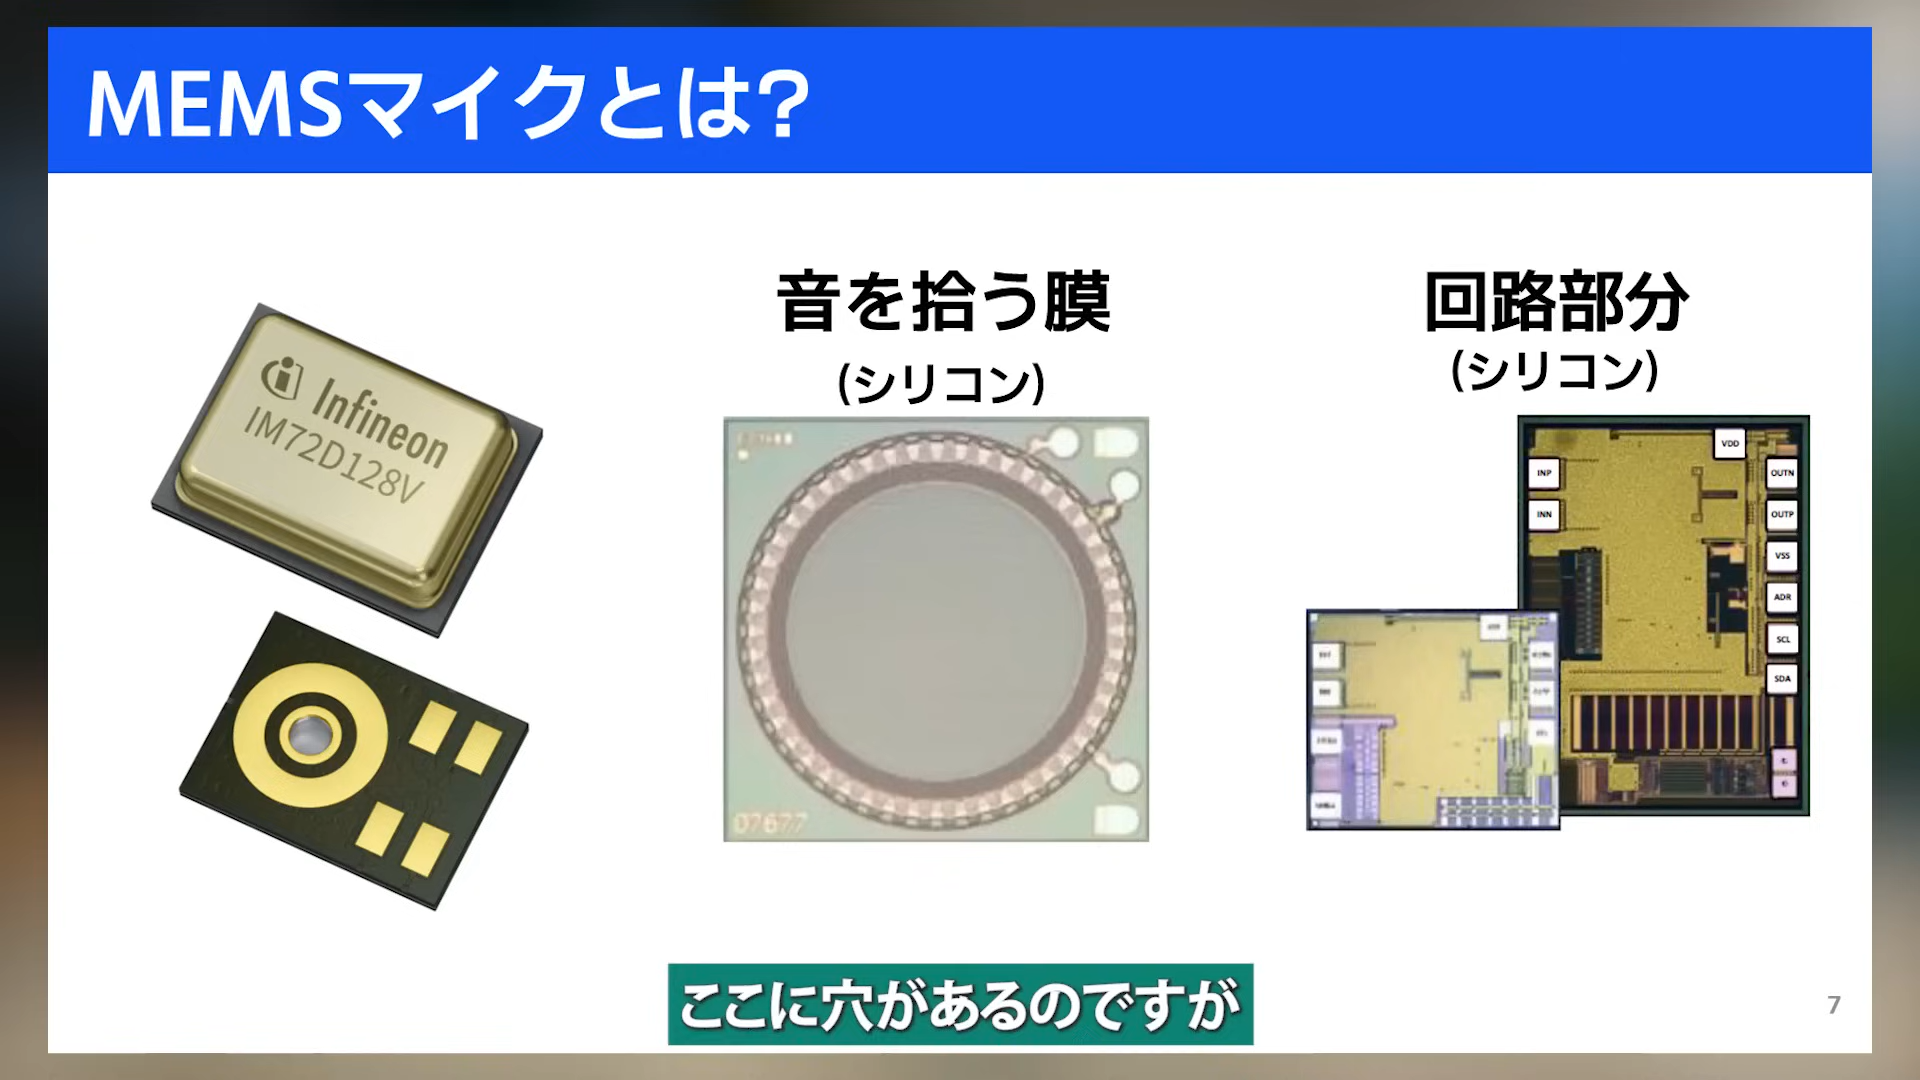 MEMSマイクとは?
Infineon
IM72D128V
音を拾う膜
(シリコン)
07677
回路部分
(シリコン)
VDD
INP
INN
OUTN
OUTP
VSS
ADR
SCL
SDA
ここに穴があるのですが
7